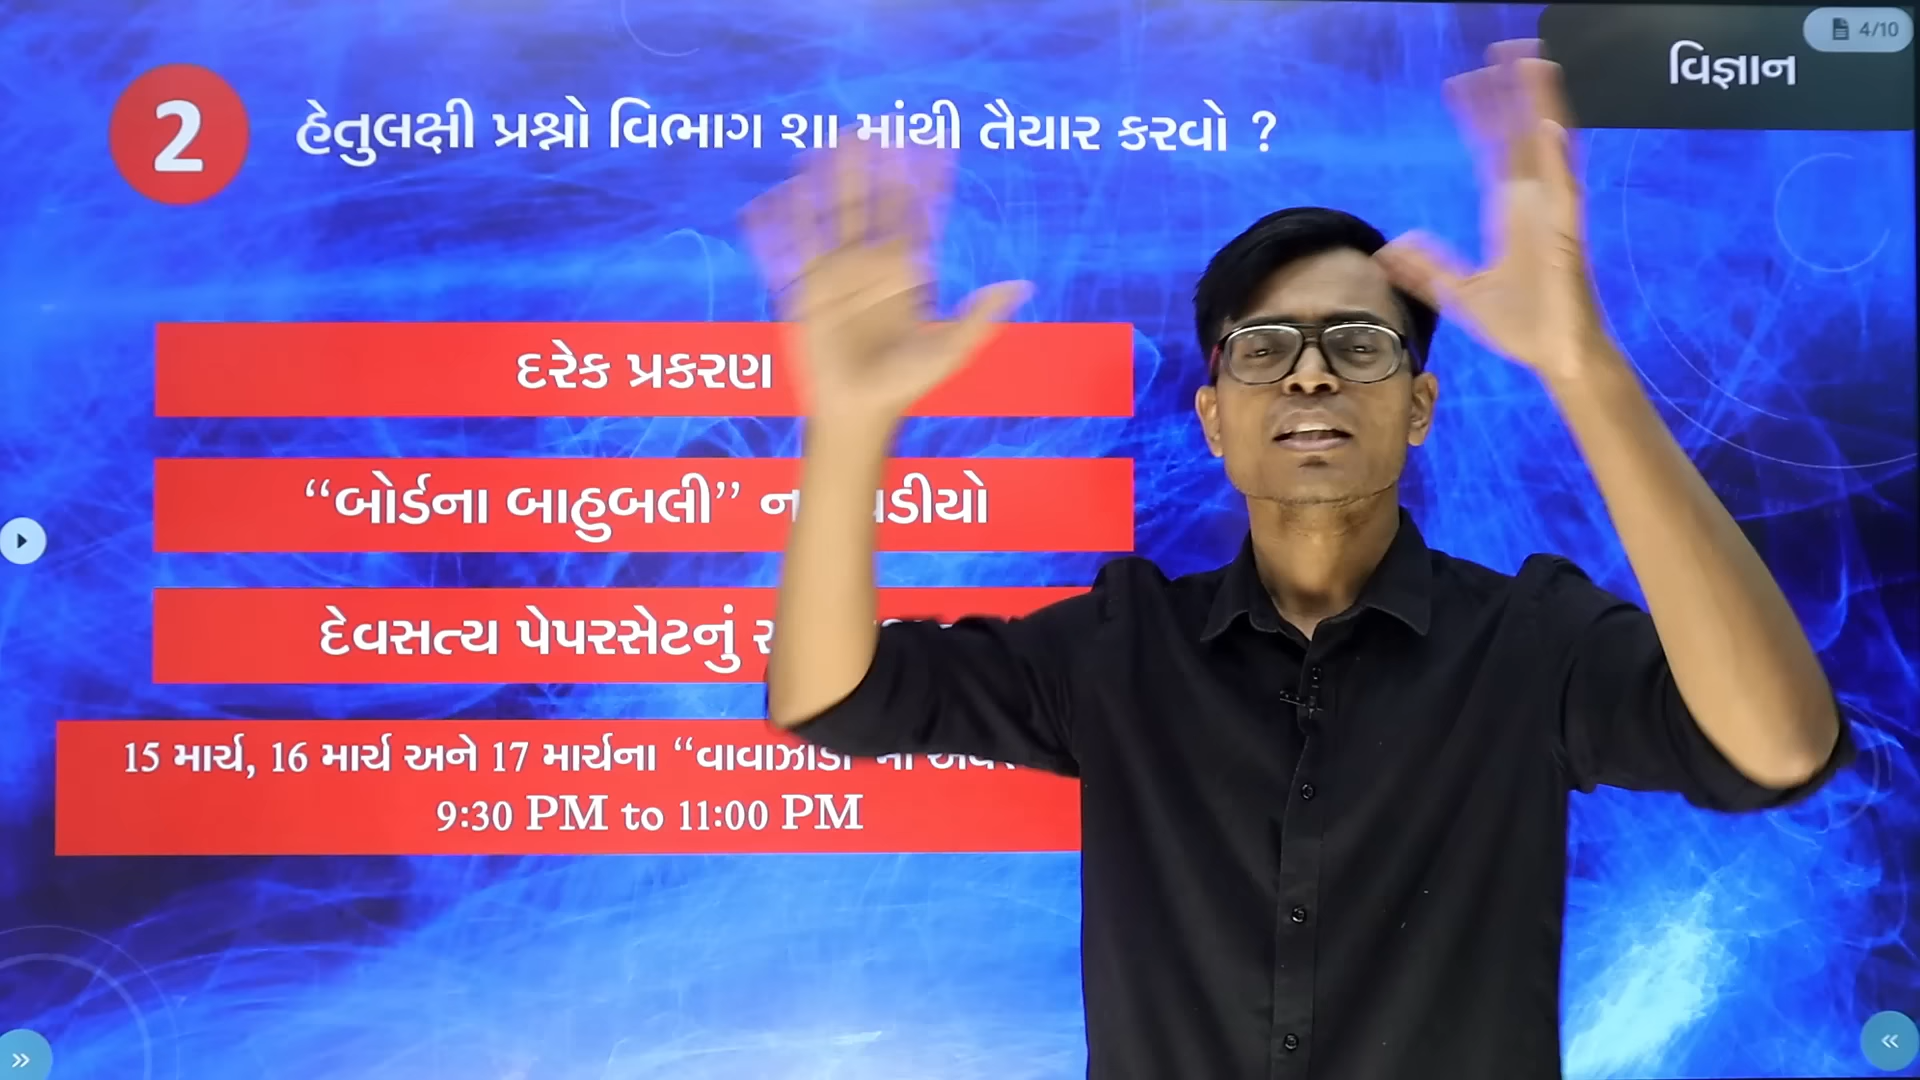 4/10
વિજ્ઞાન
2
હેતુલક્ષી પ્રશ્નો વિભાગ શા માંથી તૈયાર કરવો ?
દરેક પ્રકરણ
“બોર્ડના બાહુબલી”
દેવસત્ય પેપરસેટનું
15 માર્ચ, 16 માર્ચ અને 17 માર્ચના “વાવાઝોડા”
9:30 PM to 11:00 PM